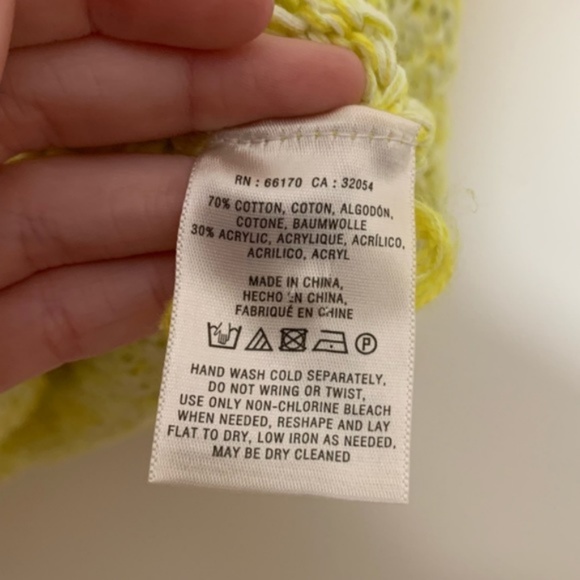 RN : 66170 CA : 32054
70% COTTON, COTON, ALGODÓN,
COTONE, BAUMWOLLE
30% ACRYLIC, ACRYLIQUE, ACRÍLICO,
ACRILICO, ACRYL
MADE IN CHINA,
HECHO EN CHINA,
FABRIQUÉ EN CHINE
P
HAND WASH COLD SEPARATELY,
DO NOT WRING OR TWIST,
USE ONLY NON-CHLORINE BLEACH
WHEN NEEDED, RESHAPE AND LAY
FLAT TO DRY, LOW IRON AS NEEDED,
MAY BE DRY CLEANED